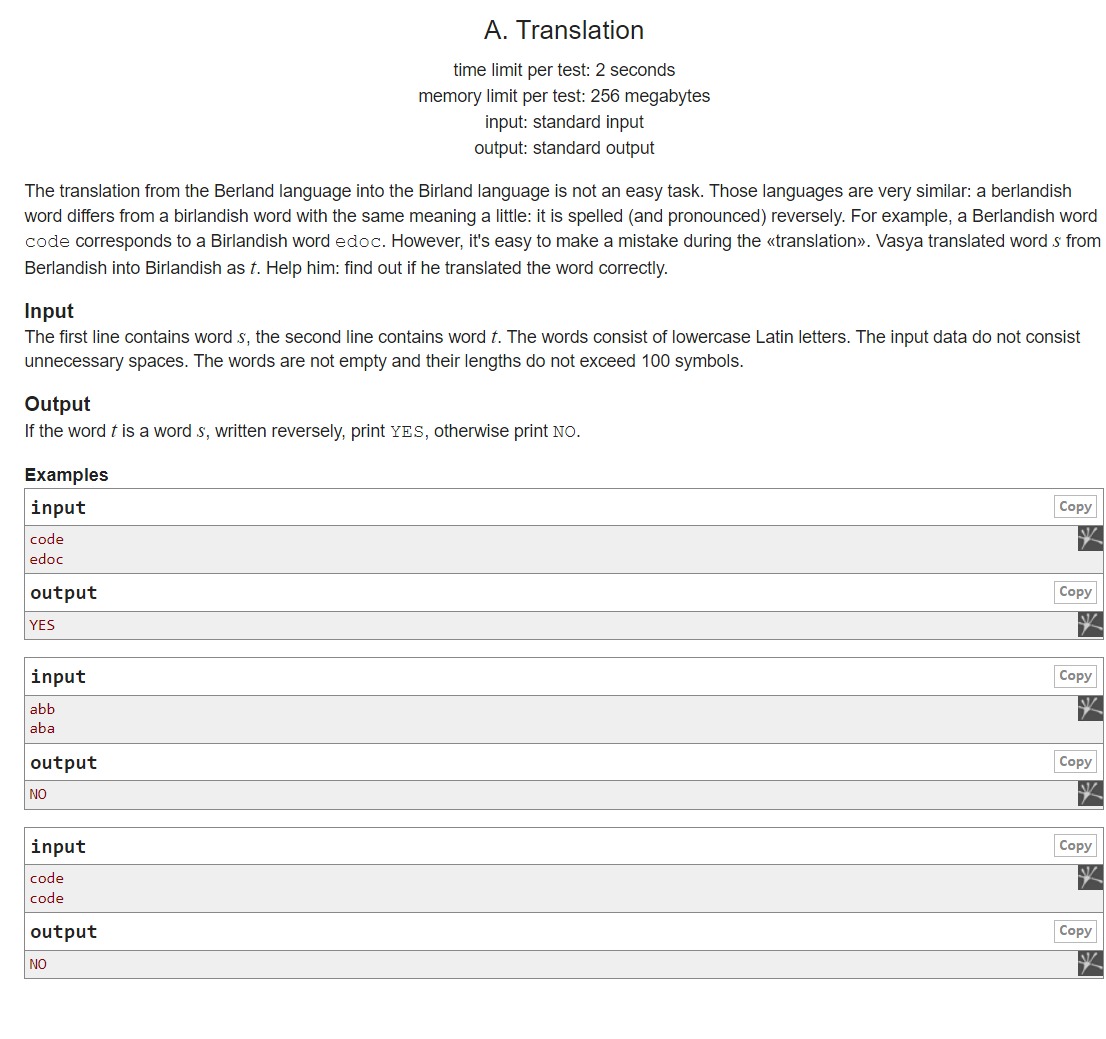 A. Translation
time limit per test: 2 seconds
memory limit per test: 256 megabytes
input: standard input
output: standard output
The translation from the Berland language into the Birland language is not an easy task. Those languages are very similar: a berlandish
word differs from a birlandish word with the same meaning a little: it is spelled (and pronounced) reversely. For example, a Berlandish word
code corresponds to a Birlandish word edoc. However, it's easy to make a mistake during the «translation». Vasya translated word s from
Berlandish into Birlandish as t. Help him: find out if he translated the word correctly.
Input
The first line contains word s, the second line contains word t. The words consist of lowercase Latin letters. The input data do not consist
unnecessary spaces. The words are not empty and their lengths do not exceed 100 symbols.
Output
If the word t is a word s, written reversely, print YES, otherwise print NO.
Examples
input Copy
code
edoc
output Copy
YES
input Copy
abb
aba
output Copy
NO
input Copy
code
code
output Copy
NO